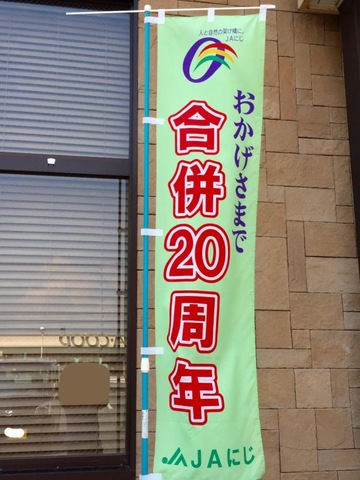 人と自然の架け橋に。
JAにじ
おかげさまで
合併20周年
JAにじ